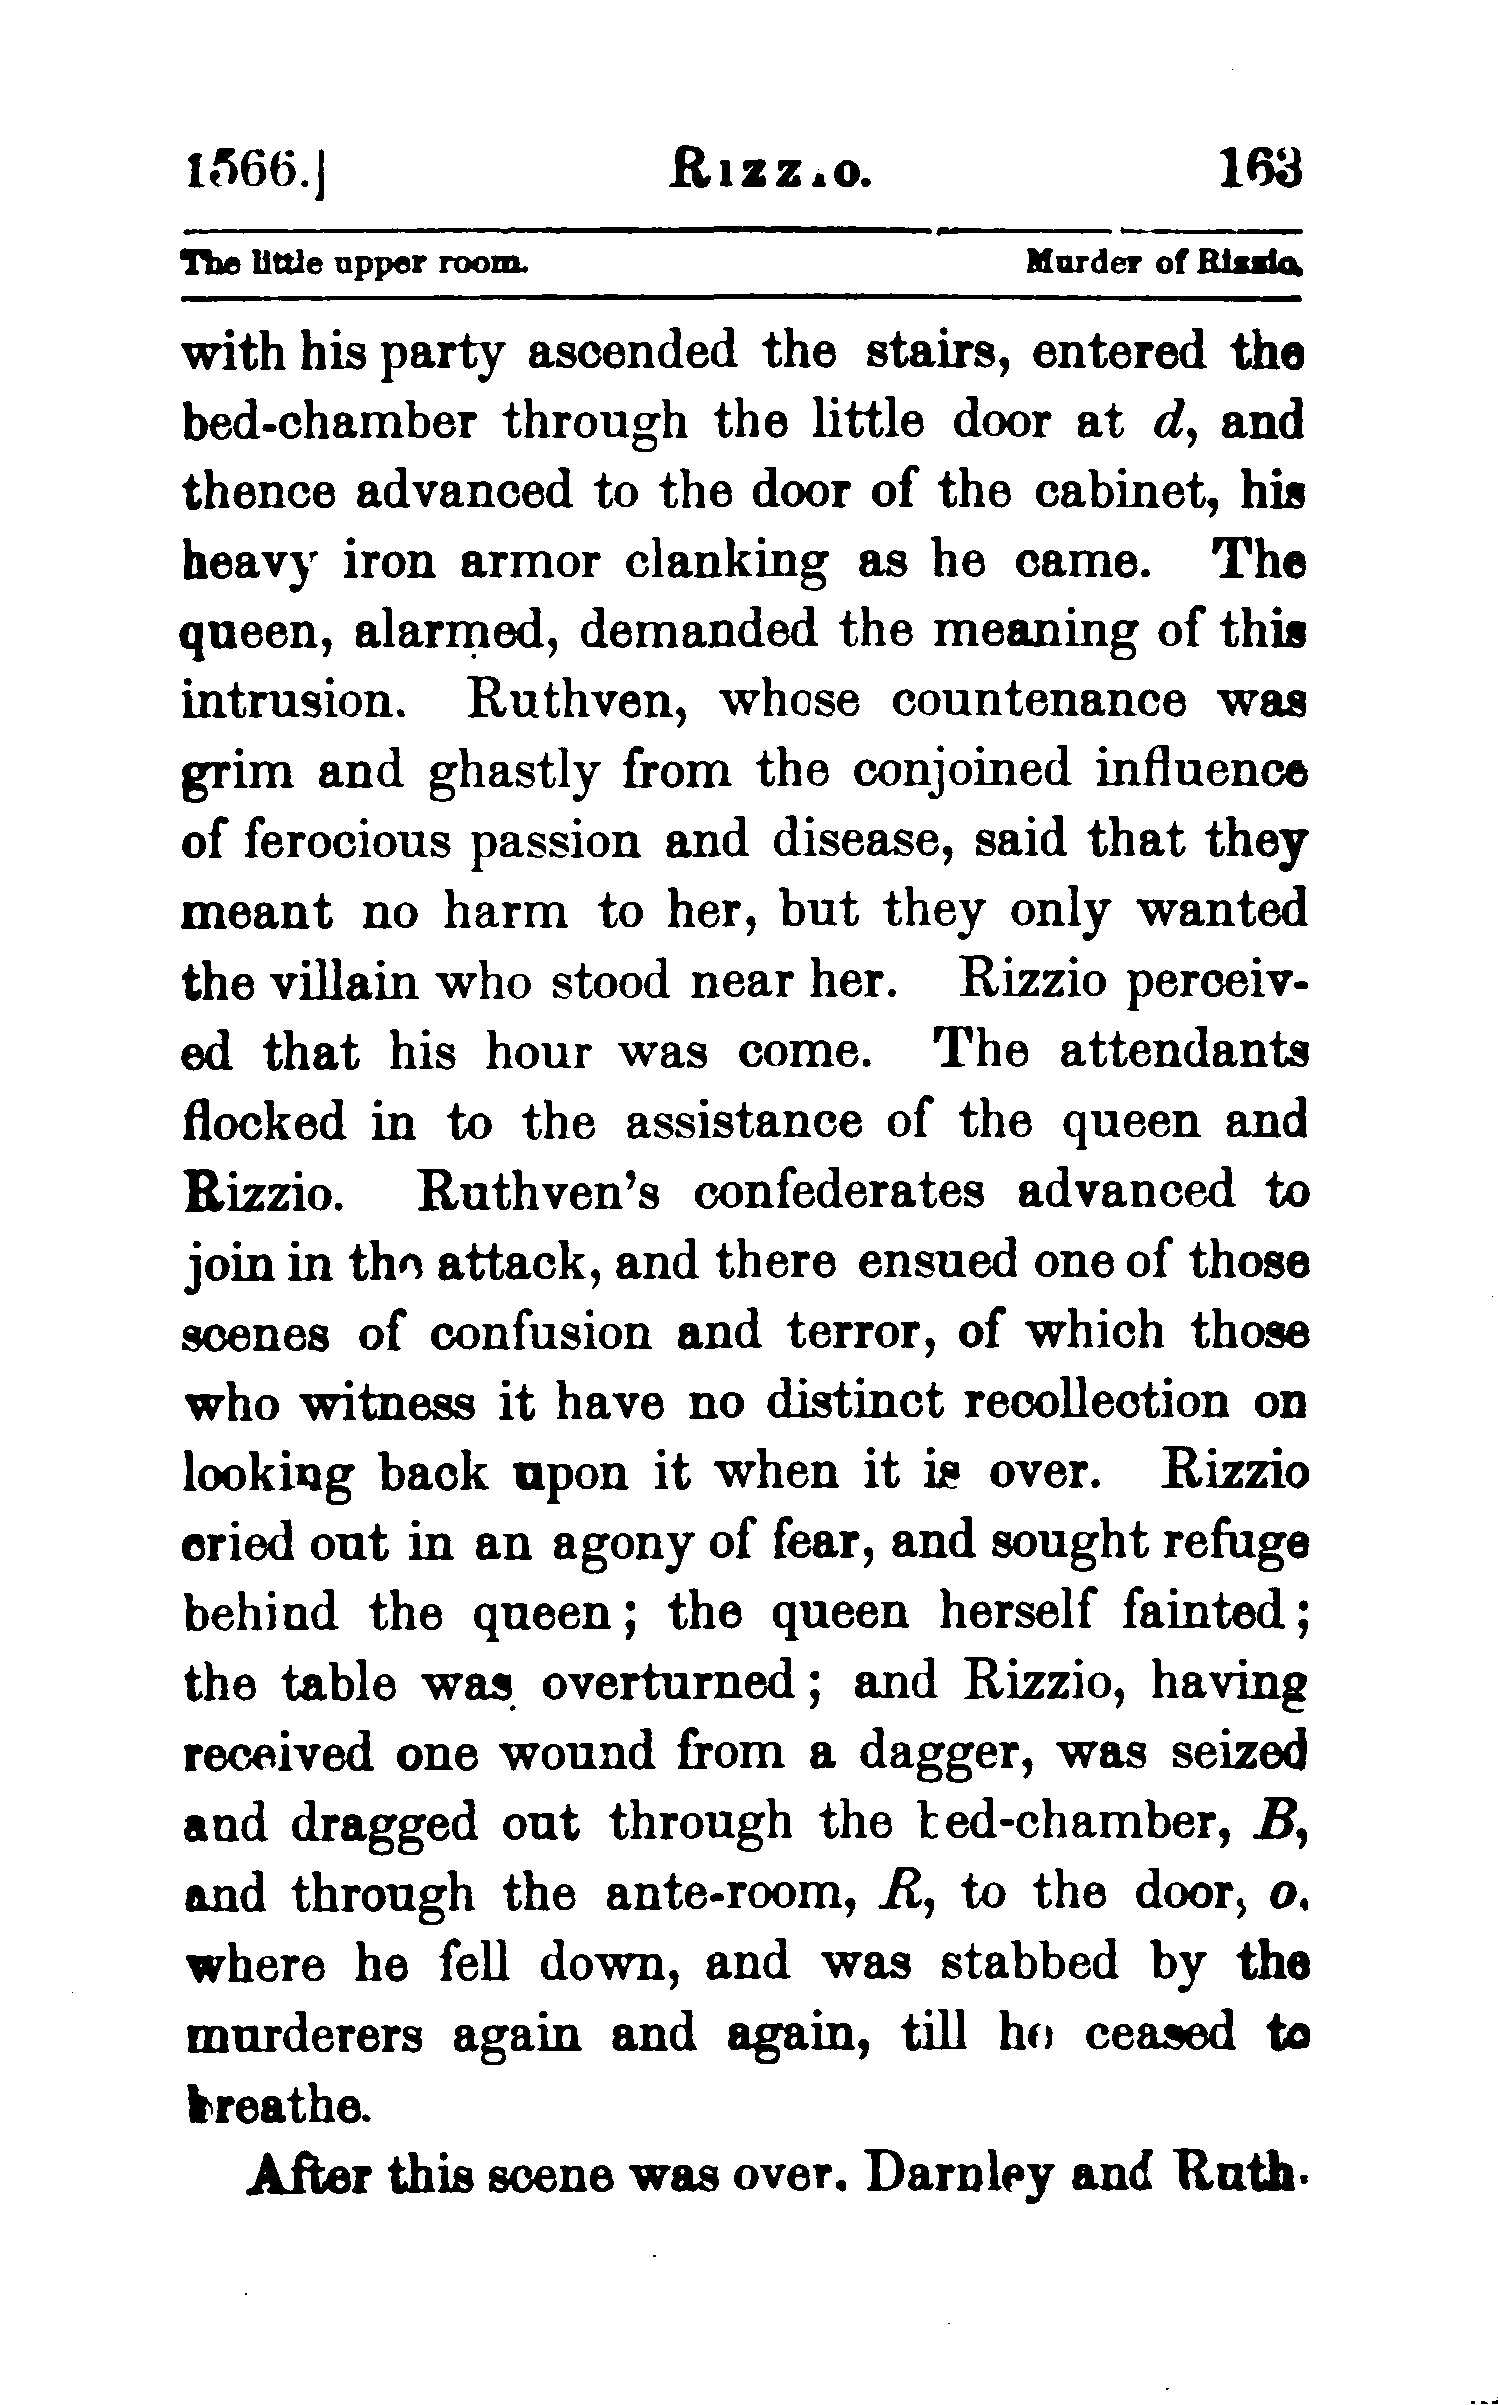 1566.] Rizzio. 163
The little upper room. Murder of Rizzio.
with his party ascended the stairs, entered the
bed-chamber through the little door at d, and
thence advanced to the door of the cabinet, his
heavy iron armor clanking as he came. The
queen, alarmed, demanded the meaning of this
intrusion. Ruthven, whose countenance was
grim and ghastly from the conjoined influence
of ferocious passion and disease, said that they
meant no harm to her, but they only wanted
the villain who stood near her. Rizzio perceiv-
ed that his hour was come. The attendants
flocked in to the assistance of the queen and
Rizzio. Ruthven's confederates advanced to
join in the attack, and there ensued one of those
scenes of confusion and terror, of which those
who witness it have no distinct recollection on
looking back upon it when it is over. Rizzio
cried out in an agony of fear, and sought refuge
behind the queen; the queen herself fainted;
the table was overturned; and Rizzio, having
received one wound from a dagger, was seized
and dragged out through the bed-chamber, B,
and through the ante-room, R, to the door, o,
where he fell down, and was stabbed by the
murderers again and again, till he ceased to
breathe.
After this scene was over, Darnley and Ruth-